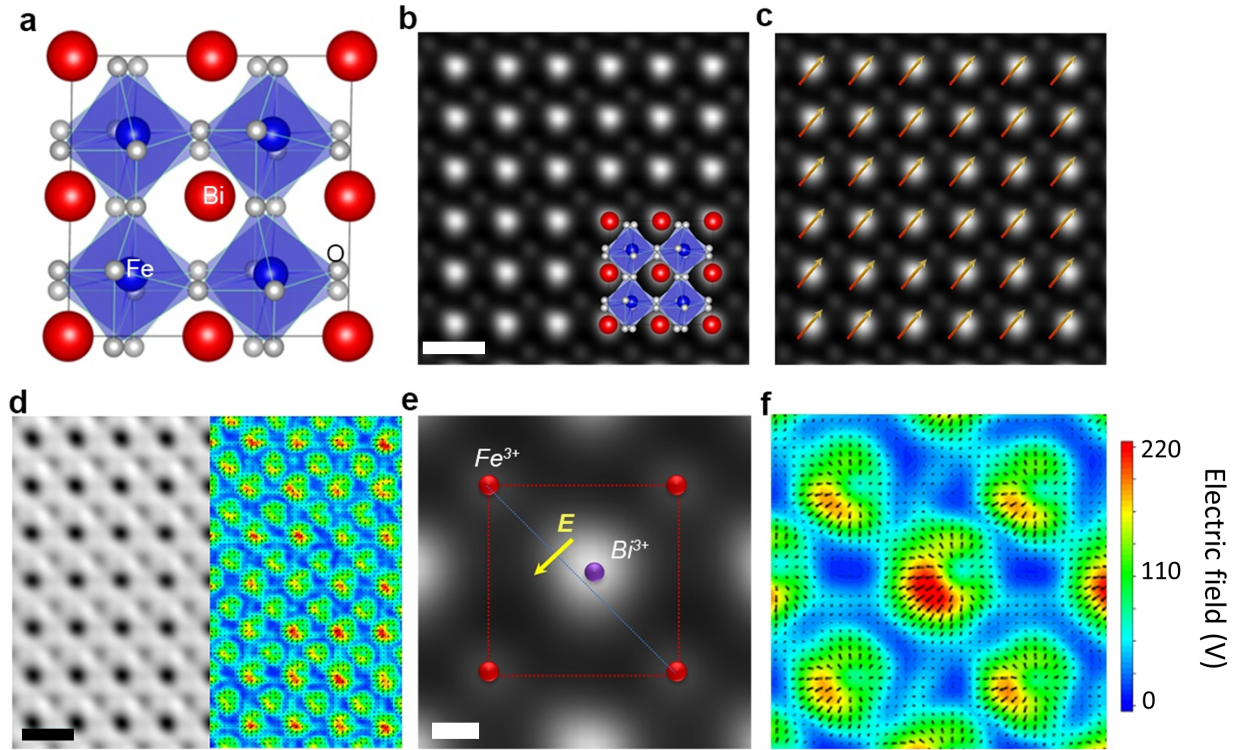 a
b
c
Bi
Fe
O
d
e
f
Fe³⁺
E
Bi³⁺
220
110
0
Electric field (V)